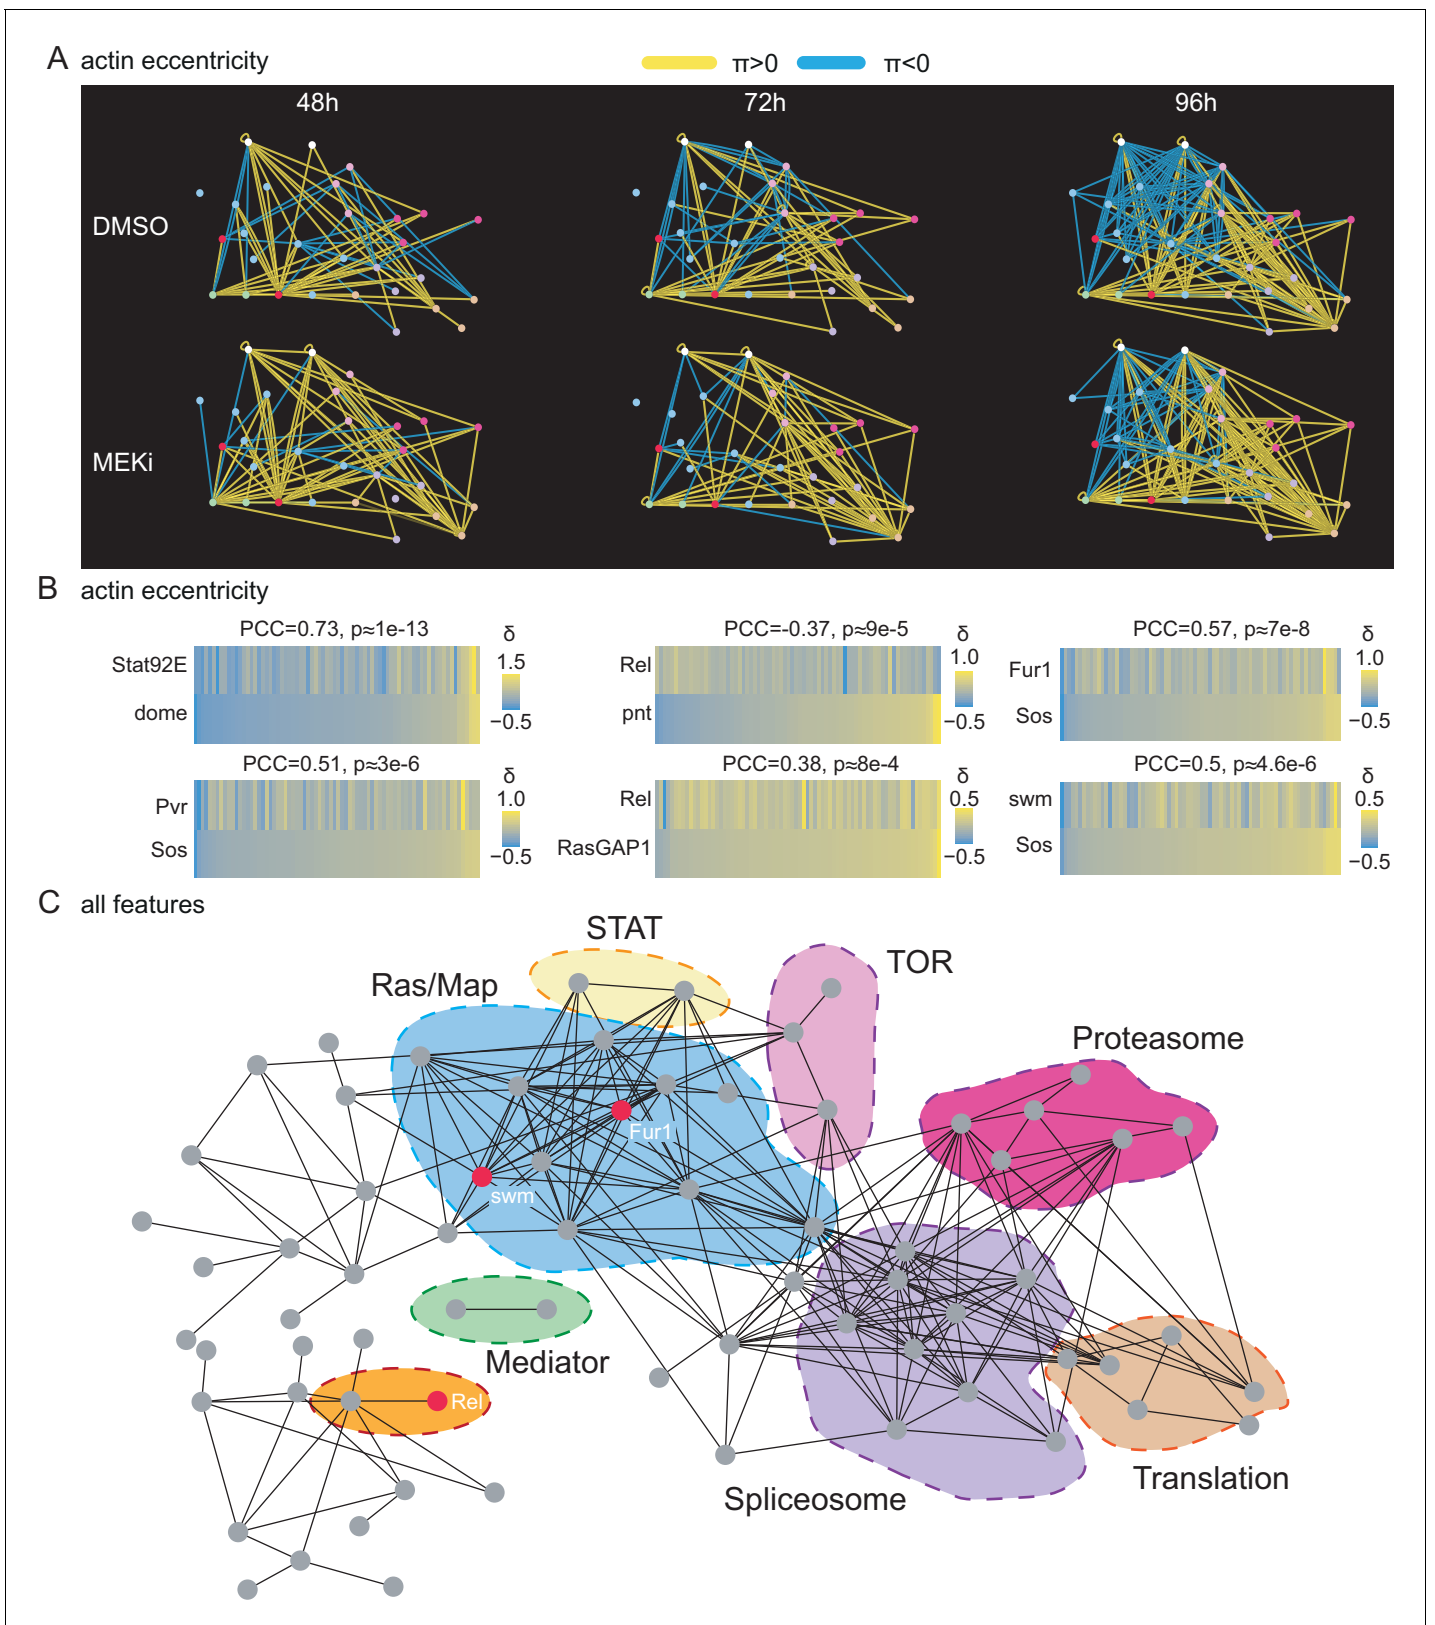 A actin eccentricity
π>0 π<0
48h 72h 96h
DMSO
MEKi
B actin eccentricity
PCC=0.73, p≈1e-13 δ
Stat92E 1.5
dome −0.5
PCC=-0.37, p≈9e-5 δ
Rel 1.0
pnt −0.5
PCC=0.57, p≈7e-8 δ
Fur1 1.0
Sos −0.5
PCC=0.51, p≈3e-6 δ
Pvr 1.0
Sos −0.5
PCC=0.38, p≈8e-4 δ
Rel 0.5
RasGAP1 −0.5
PCC=0.5, p≈4.6e-6 δ
swm 0.5
Sos −0.5
C all features
STAT
TOR
Ras/Map
Proteasome
Fur1
swm
Mediator
Rel
Translation
Spliceosome